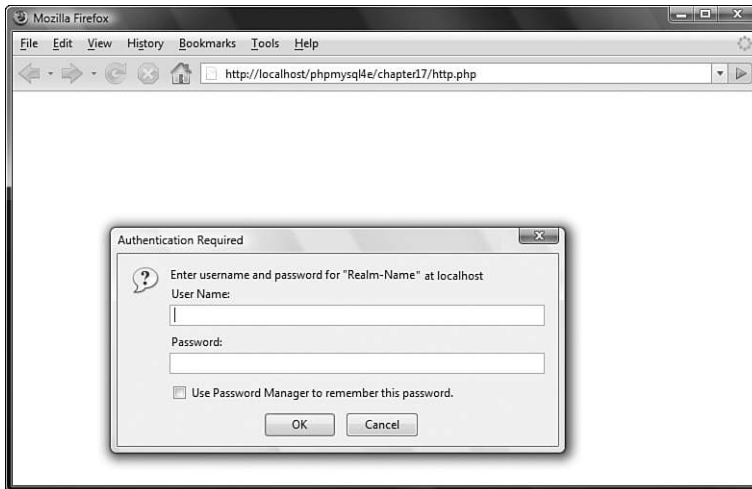 Mozilla Firefox
File Edit View History Bookmarks Tools Help
http://localhost/phpmysql4e/chapter17/http.php
Authentication Required
Enter username and password for "Realm-Name" at localhost
User Name:
Password:
Use Password Manager to remember this password.
OK Cancel